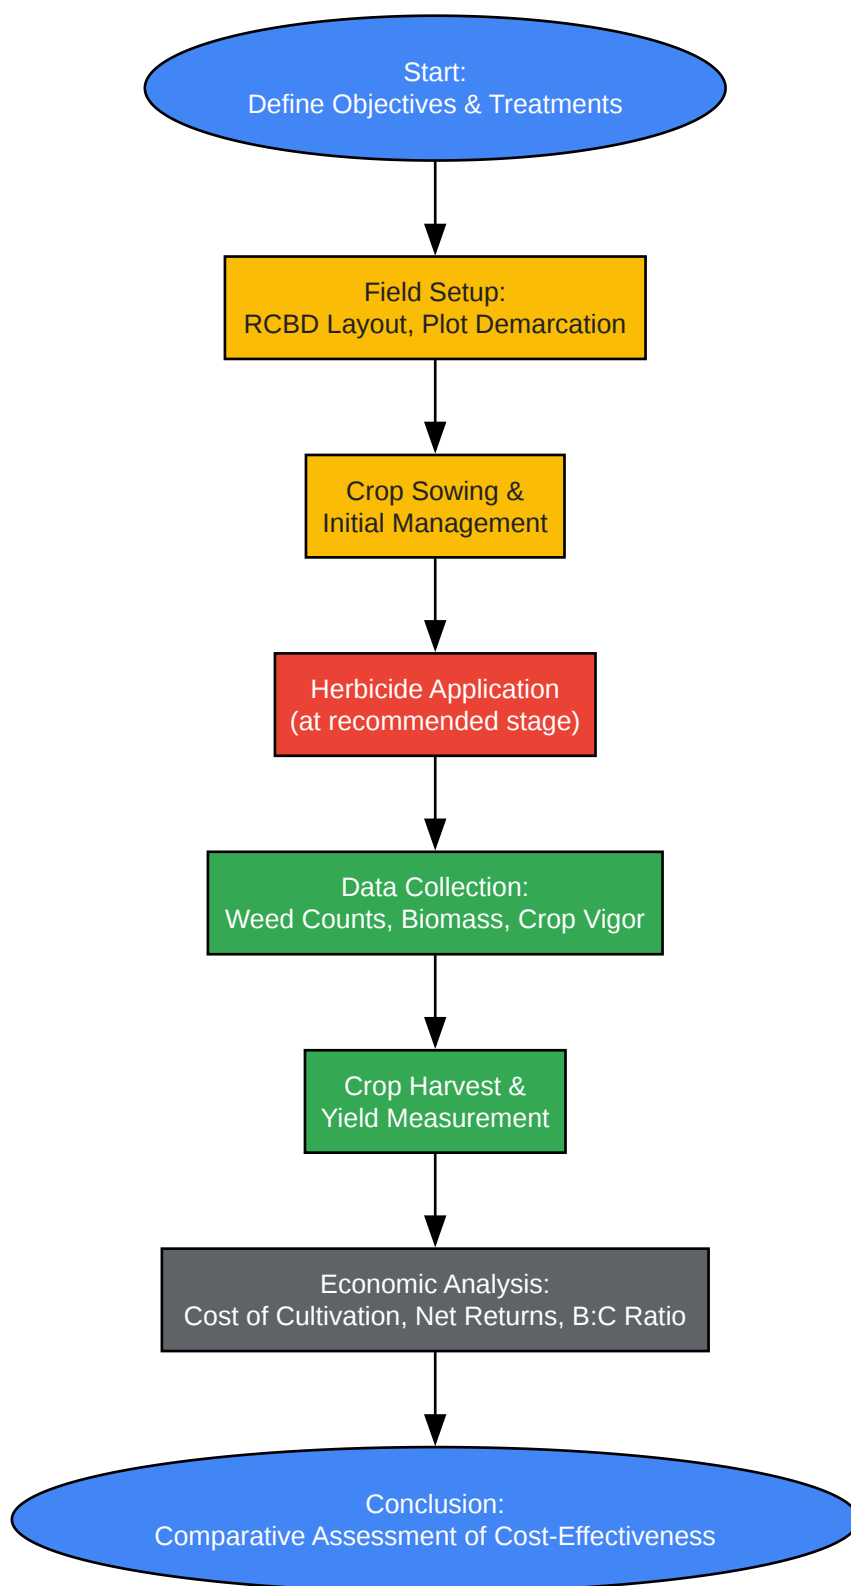 Start:
Define Objectives & Treatments
Field Setup:
RCBD Layout, Plot Demarcation
Crop Sowing &
Initial Management
Herbicide Application
(at recommended stage)
Data Collection:
Weed Counts, Biomass, Crop Vigor
Crop Harvest &
Yield Measurement
Economic Analysis:
Cost of Cultivation, Net Returns, B:C Ratio
Conclusion:
Comparative Assessment of Cost-Effectiveness